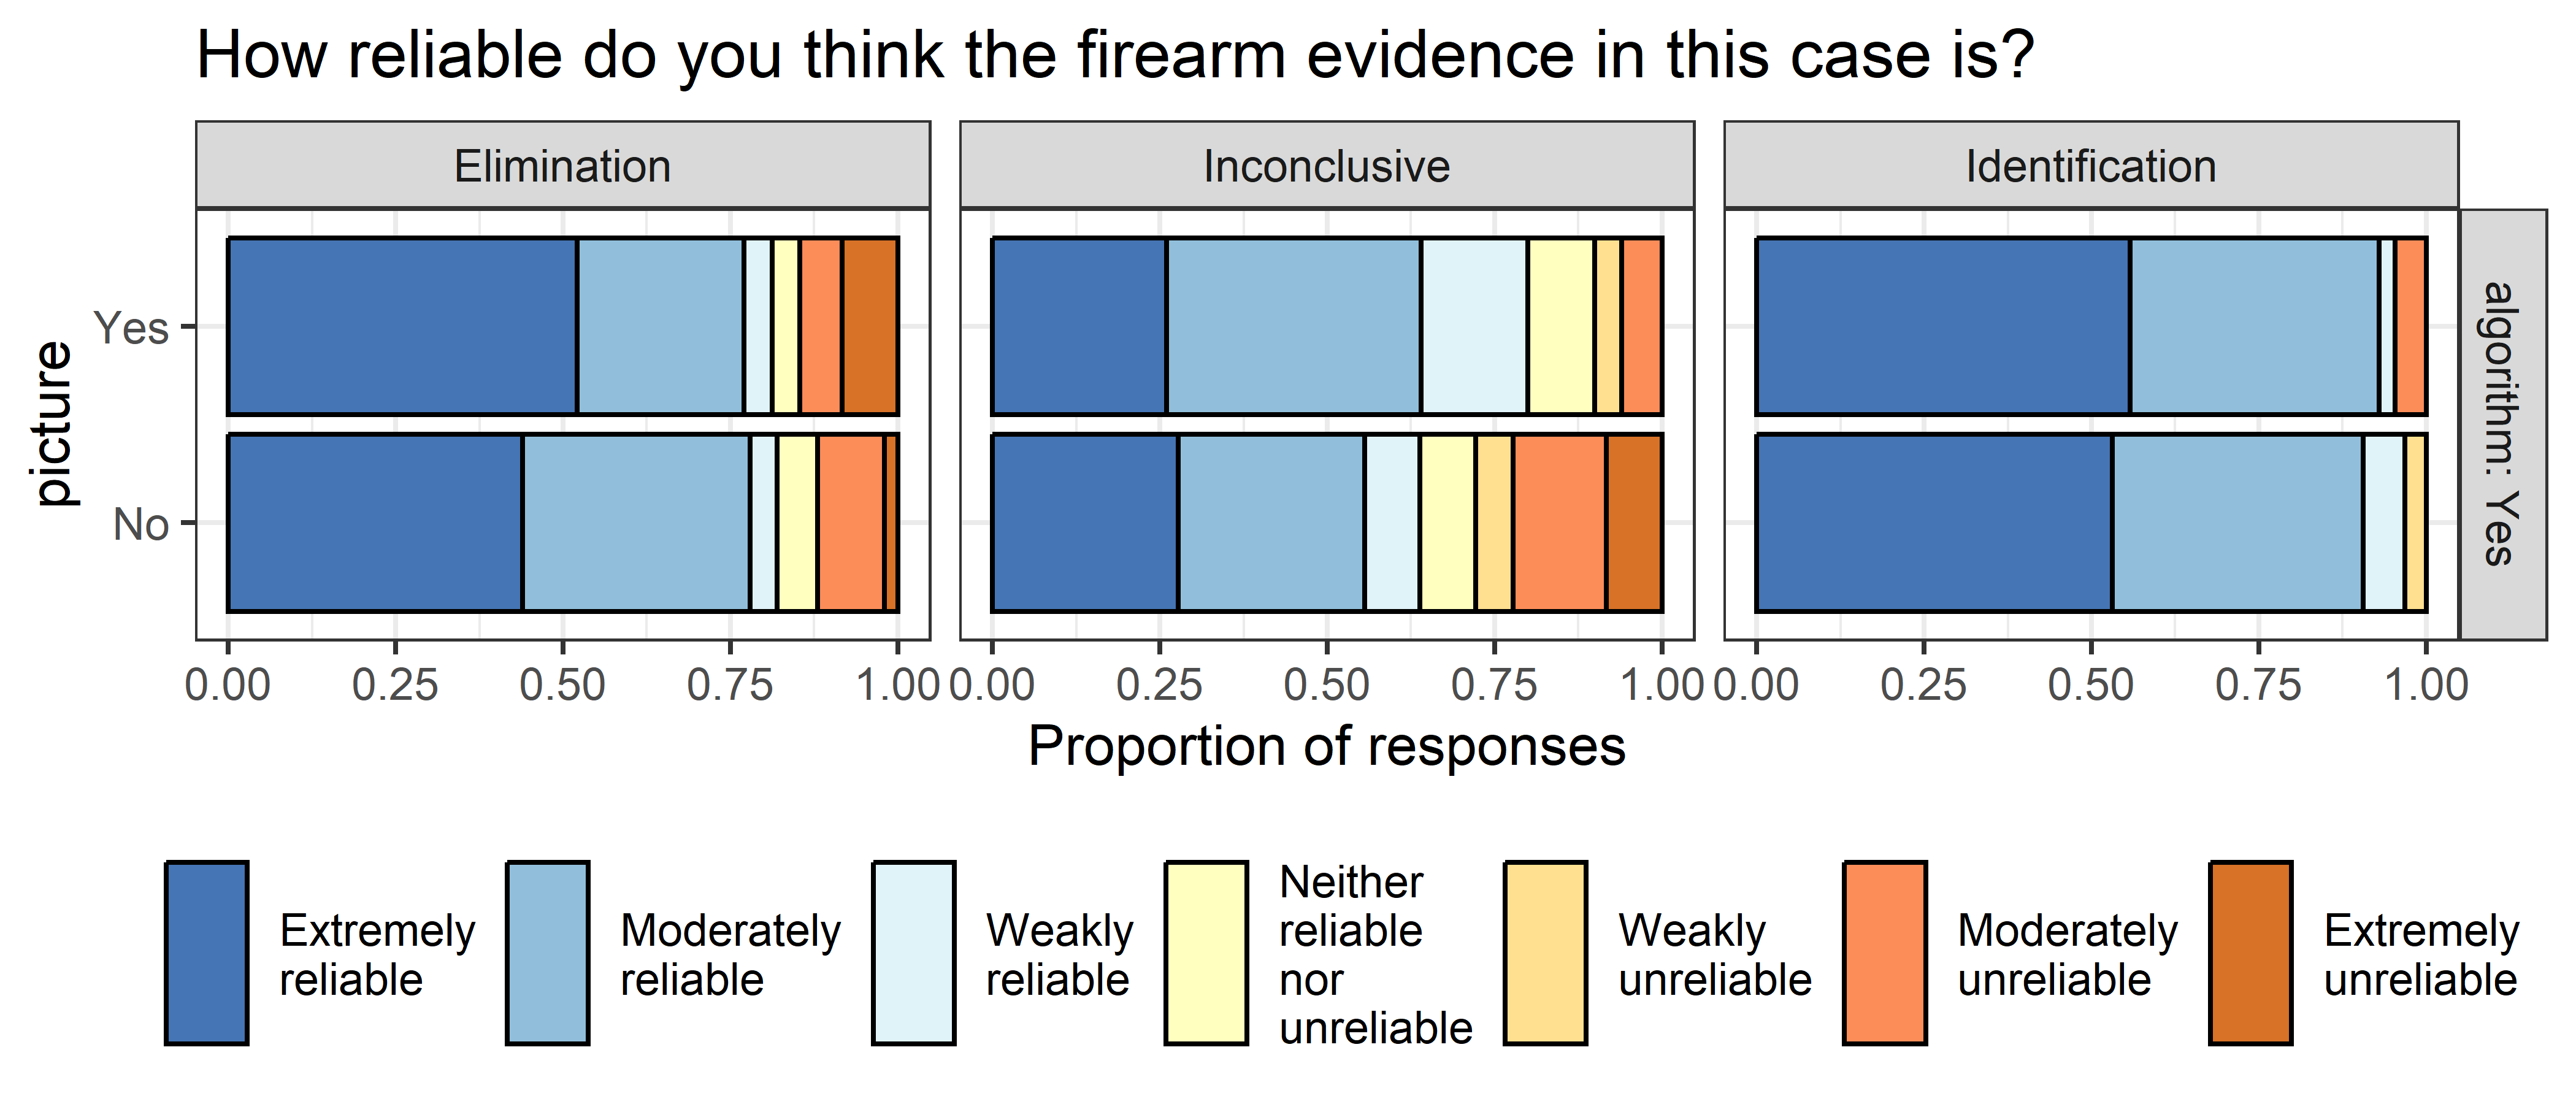 How reliable do you think the firearm evidence in this case is?
Elimination
Inconclusive
Identification
algorithm: Yes
picture
Yes
No
0.00 0.25 0.50 0.75 1.00 0.00 0.25 0.50 0.75 1.00 0.00 0.25 0.50 0.75 1.00
Proportion of responses
Extremely
reliable
Moderately
reliable
Weakly
reliable
Neither
reliable
nor
unreliable
Weakly
unreliable
Moderately
unreliable
Extremely
unreliable